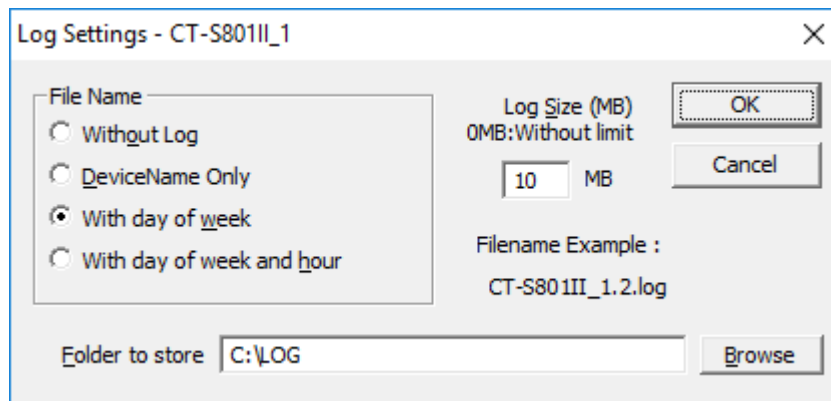 Log Settings - CT-S801II_1
File Name
Without Log
DeviceName Only
With day of week
With day of week and hour
Log Size (MB)
0MB:Without limit
10 MB
Filename Example :
CT-S801II_1.2.log
OK
Cancel
Folder to store C:\LOG Browse